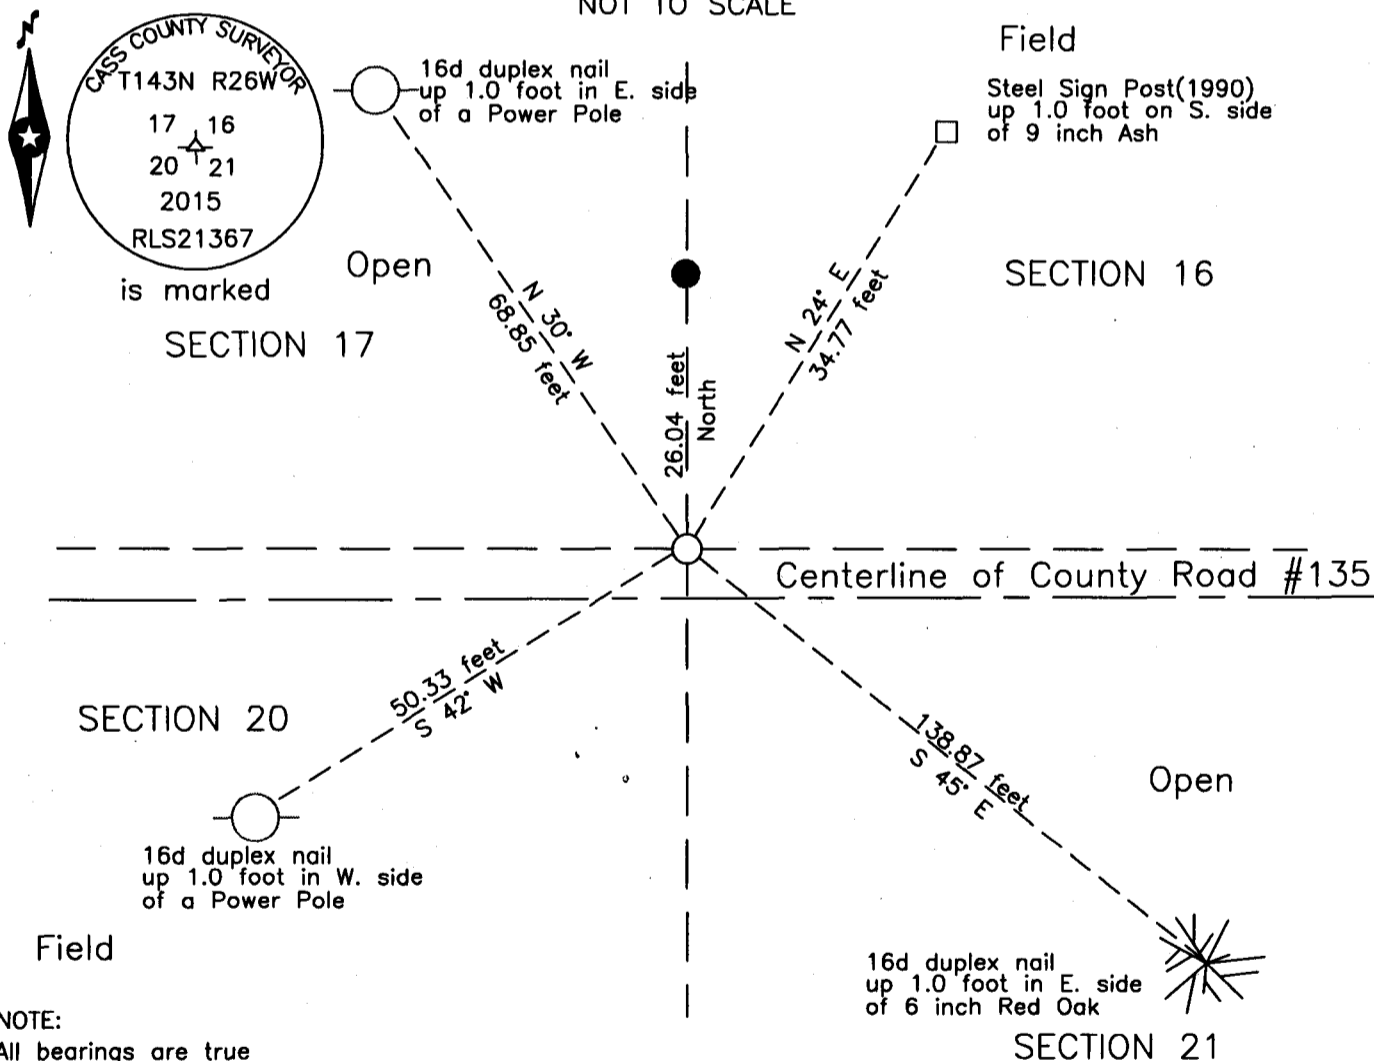 NOT TO SCALE
N
CASS COUNTY SURVEYOR
T143N R26W
17 16
20 21
2015
RLS21367
is marked
16d duplex nail
up 1.0 foot in E. side
of a Power Pole
Field
Steel Sign Post(1990)
up 1.0 foot on S. side
of 9 inch Ash
Open
SECTION 17
SECTION 16
N 30° W
68.85 feet
26.04 feet
North
N 24° E
34.77 feet
Centerline of County Road #135
50.33 feet
S 42° W
SECTION 20
138.87 feet
S 45° E
Open
16d duplex nail
up 1.0 foot in W. side
of a Power Pole
Field
16d duplex nail
up 1.0 foot in E. side
of 6 inch Red Oak
SECTION 21
NOTE:
All bearings are true